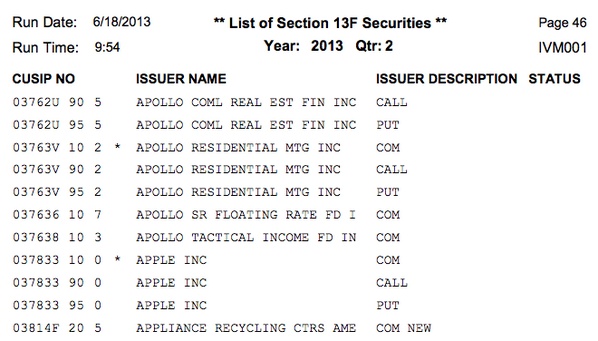 Run Date: 6/18/2013 ** List of Section 13F Securities ** Page 46
Run Time: 9:54 Year: 2013 Qtr: 2 IVM001
CUSIP NO ISSUER NAME ISSUER DESCRIPTION STATUS
03762U 90 5 APOLLO COML REAL EST FIN INC CALL
03762U 95 5 APOLLO COML REAL EST FIN INC PUT
03763V 10 2 * APOLLO RESIDENTIAL MTG INC COM
03763V 90 2 APOLLO RESIDENTIAL MTG INC CALL
03763V 95 2 APOLLO RESIDENTIAL MTG INC PUT
037636 10 7 APOLLO SR FLOATING RATE FD I COM
037638 10 3 APOLLO TACTICAL INCOME FD IN COM
037833 10 0 * APPLE INC COM
037833 90 0 APPLE INC CALL
037833 95 0 APPLE INC PUT
03814F 20 5 APPLIANCE RECYCLING CTRS AME COM NEW